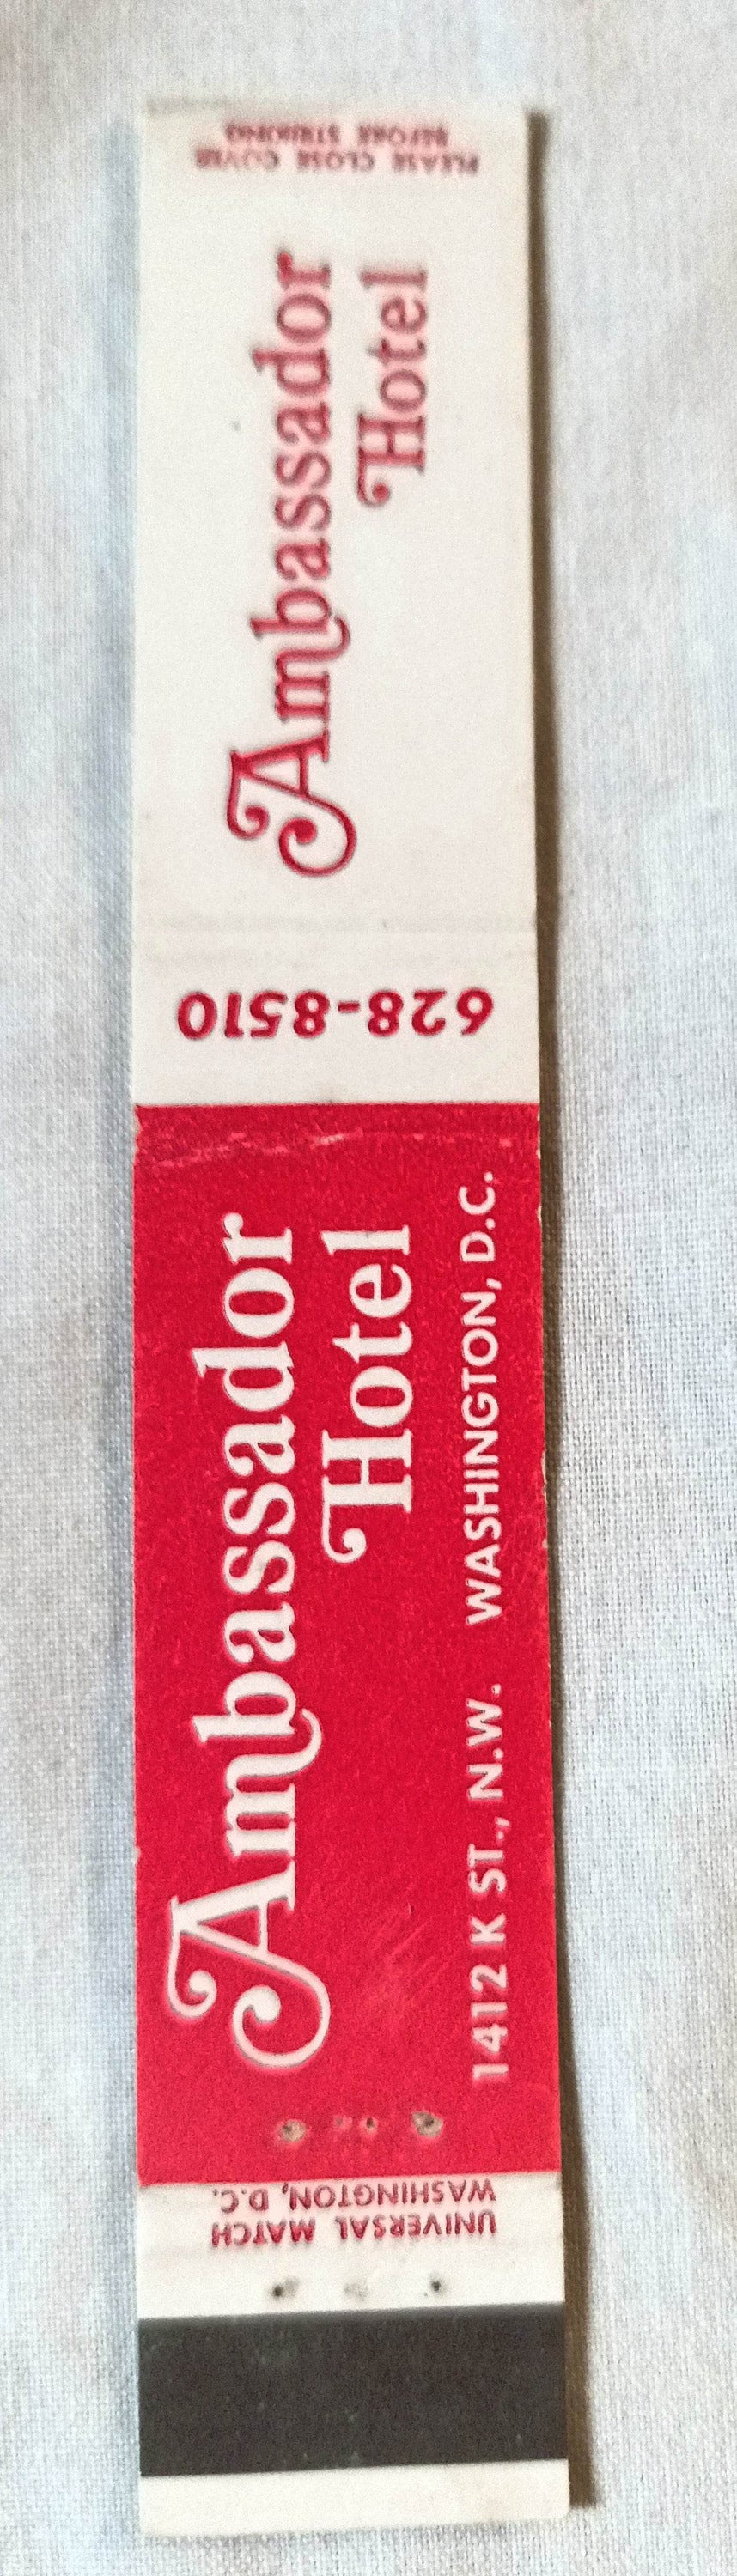 PLEASE CLOSE COVER
BEFORE STRIKING
Ambassador
Hotel
628-8510
Ambassador
Hotel
1412 K ST., N.W. WASHINGTON, D.C.
UNIVERSAL MATCH
WASHINGTON, D.C.